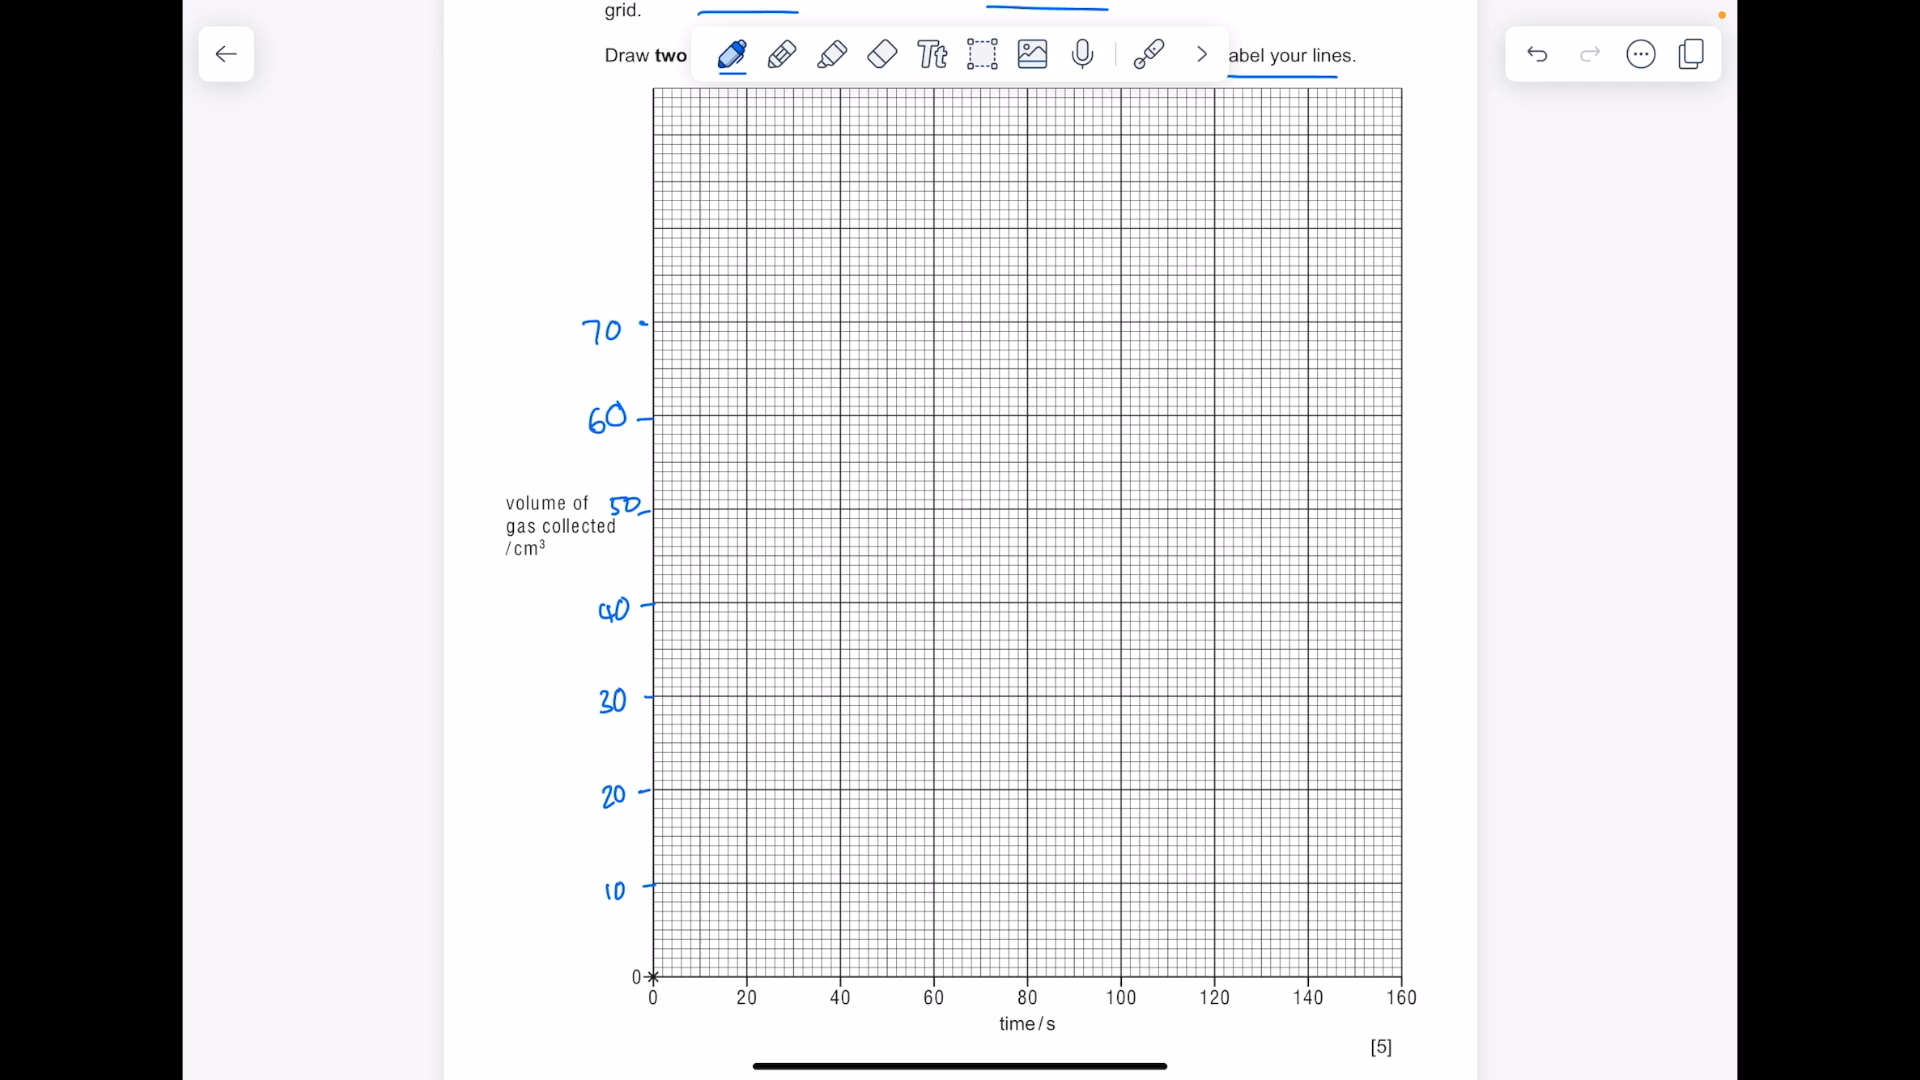 grid.
Draw two
abel your lines.
70
60
volume of 50
gas collected
/cm³
40
30
20
10
0
0 20 40 60 80 100 120 140 160
time/s
[5]
Tt